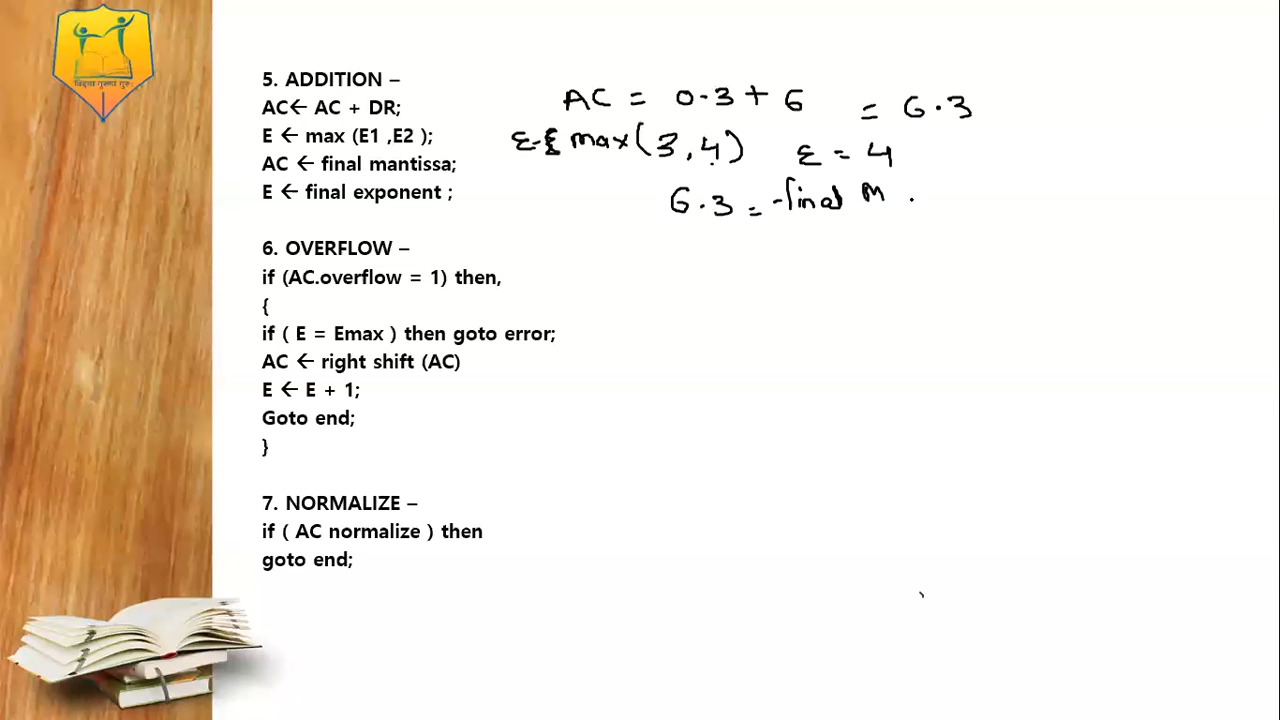 विद्यया गुरूणां गुरुः
5. ADDITION –
AC← AC + DR;
E ← max (E1 ,E2 );
AC ← final mantissa;
E ← final exponent ;
AC = 0.3 + 6 = 6.3
max(3,4) E = 4
6.3 = final M .
6. OVERFLOW –
if (AC.overflow = 1) then,
{
if ( E = Emax ) then goto error;
AC ← right shift (AC)
E ← E + 1;
Goto end;
}
7. NORMALIZE –
if ( AC normalize ) then
goto end;